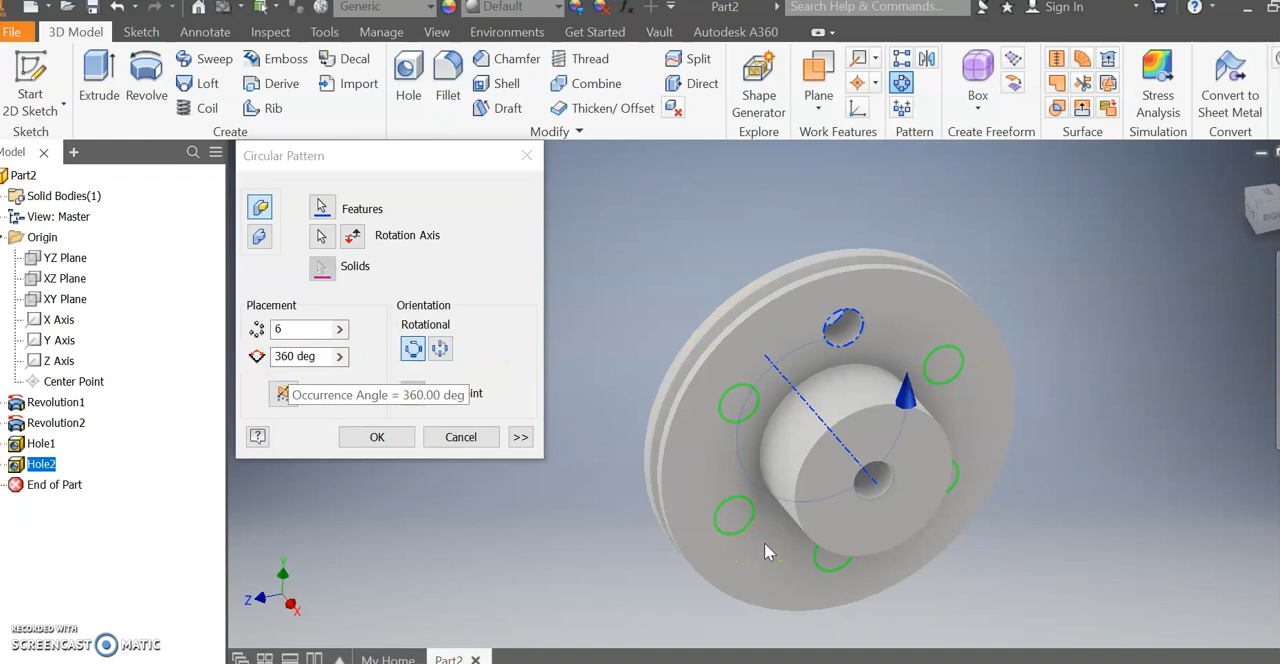 Generic
Default
Part2
Search Help & Commands...
Sign In
File
3D Model
Sketch
Annotate
Inspect
Tools
Manage
View
Environments
Get Started
Vault
Autodesk A360
Start
2D Sketch
Sketch
Extrude
Revolve
Sweep
Loft
Coil
Emboss
Derive
Rib
Decal
Import
Create
Hole
Fillet
Chamfer
Shell
Draft
Thread
Combine
Thicken/ Offset
Split
Direct
Modify
Shape
Generator
Explore
Plane
Work Features
Pattern
Box
Create Freeform
Surface
Stress
Analysis
Simulation
Convert to
Sheet Metal
Convert
Model
Part2
Solid Bodies(1)
View: Master
Origin
YZ Plane
XZ Plane
XY Plane
X Axis
Y Axis
Z Axis
Center Point
Revolution1
Revolution2
Hole1
Hole2
End of Part
Circular Pattern
Features
Rotation Axis
Solids
Placement
Orientation
6
Rotational
360 deg
Occurrence Angle = 360.00 deg
OK
Cancel
>>
RIGHT
Y
Z
X
RECORDED WITH
SCREENCAST MATIC
My Home
Part2